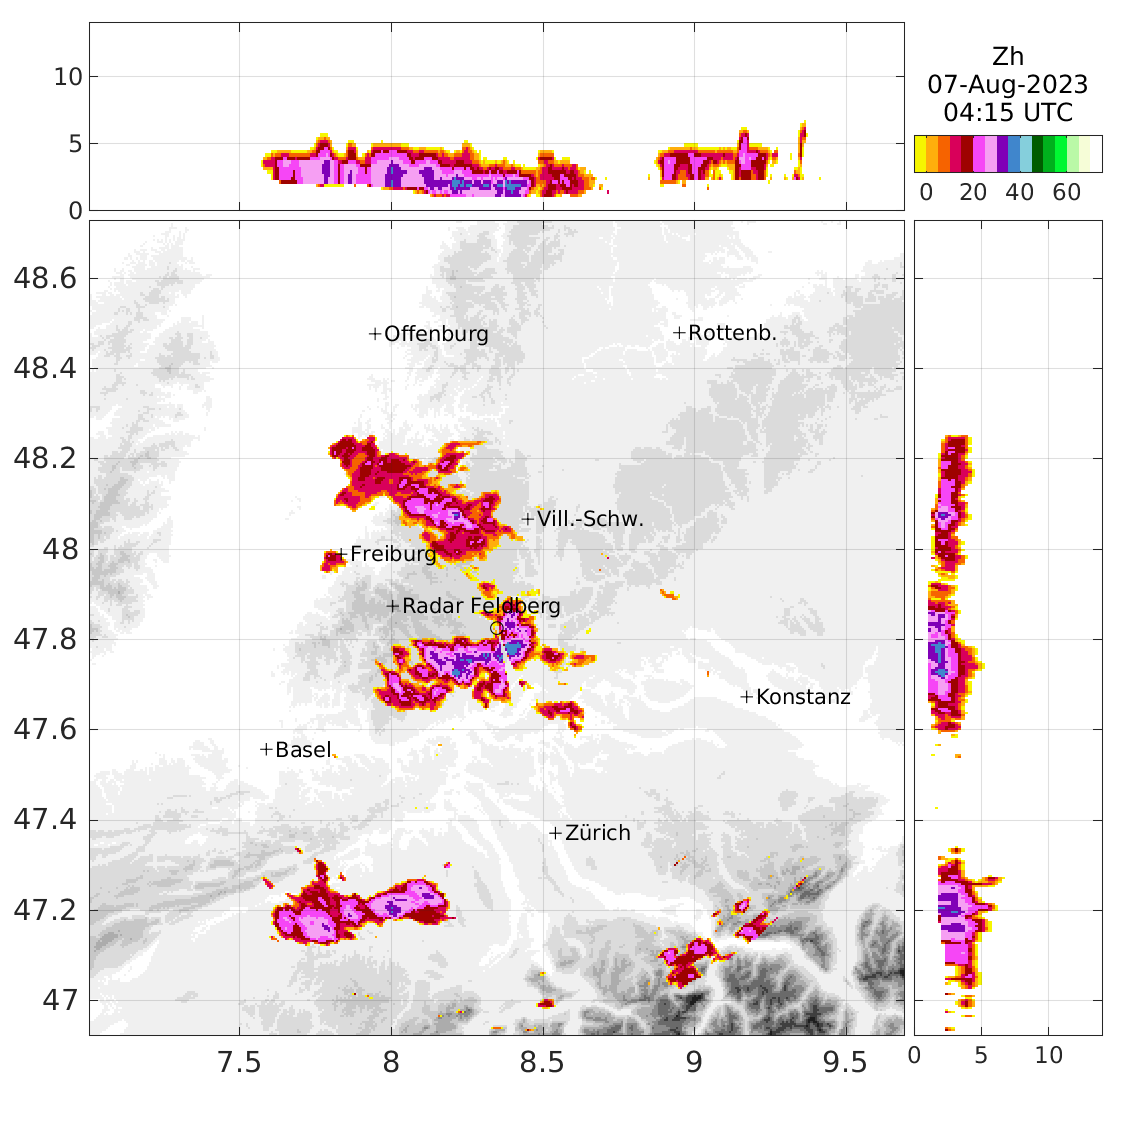 10
5
0
Zh
07-Aug-2023
04:15 UTC
0 20 40 60
48.6
48.4
48.2
48
47.8
47.6
47.4
47.2
47
+Offenburg
+Rottenb.
+Vill.-Schw.
+Freiburg
+Radar Feldberg
+Konstanz
+Basel
+Zürich
7.5 8 8.5 9 9.5
0 5 10